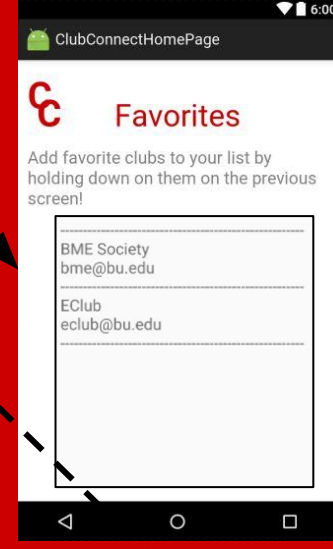 6:00
ClubConnectHomePage
CC
Favorites
Add favorite clubs to your list by
holding down on them on the previous
screen!
--------------------------------------------------
BME Society
bme@bu.edu
--------------------------------------------------
EClub
eclub@bu.edu
--------------------------------------------------